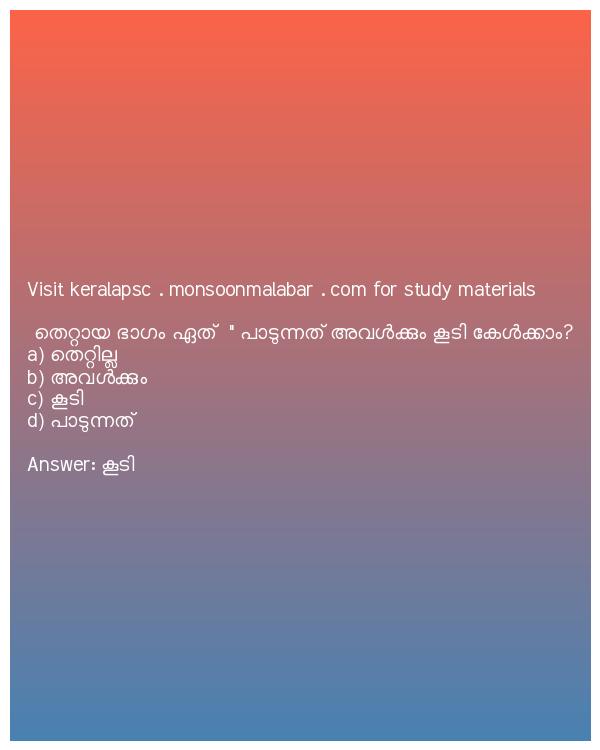 Visit keralapsc . monsoonmalabar . com for study materials
തെറ്റായ ഭാഗം ഏത് " പാടുന്നത് അവൾക്കും കൂടി കേൾക്കാം?
a) തെറ്റില്ല
b) അവൾക്കും
c) കൂടി
d) പാടുന്നത്
Answer: കൂടി